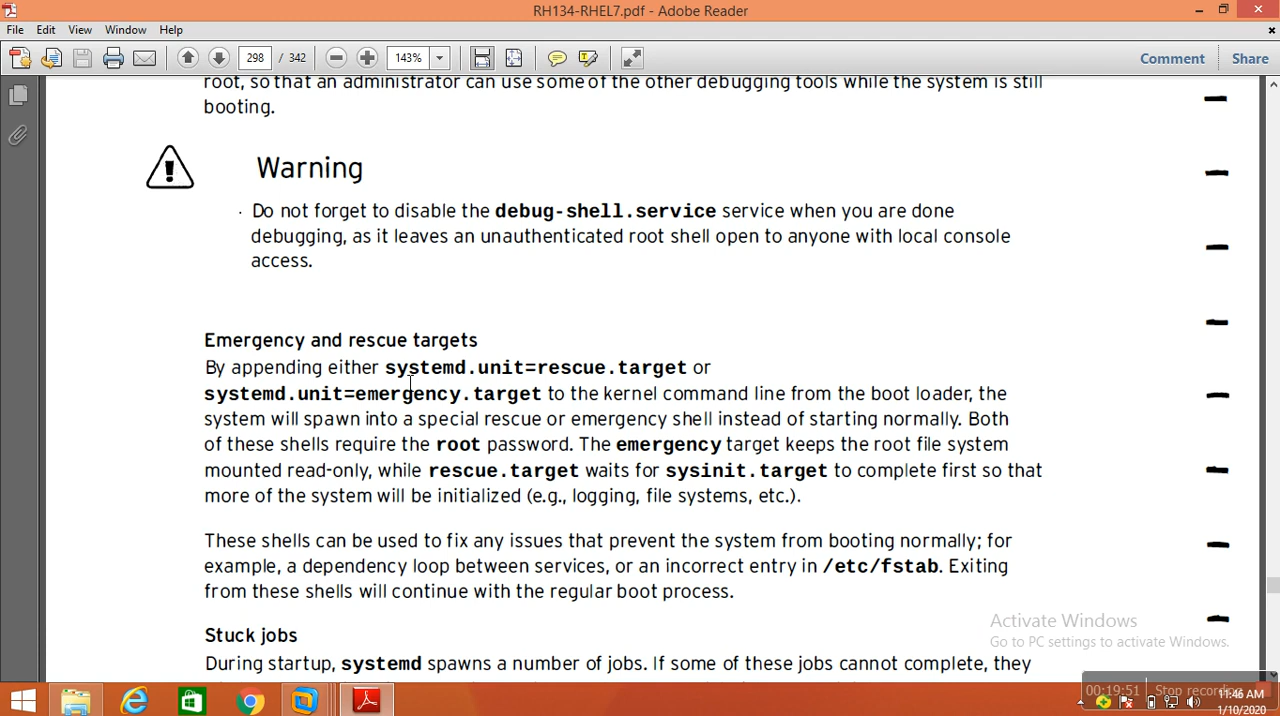 RH134-RHEL7.pdf - Adobe Reader
File Edit View Window Help
298 / 342 143% Comment Share
root, so that an administrator can use some of the other debugging tools while the system is still
booting.
Warning
Do not forget to disable the debug-shell.service service when you are done
debugging, as it leaves an unauthenticated root shell open to anyone with local console
access.
Emergency and rescue targets
By appending either systemd.unit=rescue.target or
systemd.unit=emergency.target to the kernel command line from the boot loader, the
system will spawn into a special rescue or emergency shell instead of starting normally. Both
of these shells require the root password. The emergency target keeps the root file system
mounted read-only, while rescue.target waits for sysinit.target to complete first so that
more of the system will be initialized (e.g., logging, file systems, etc.).
These shells can be used to fix any issues that prevent the system from booting normally; for
example, a dependency loop between services, or an incorrect entry in /etc/fstab. Exiting
from these shells will continue with the regular boot process.
Stuck jobs
During startup, systemd spawns a number of jobs. If some of these jobs cannot complete, they
Activate Windows
Go to PC settings to activate Windows.
00:19:51 Stop
11:46 AM
1/10/2020